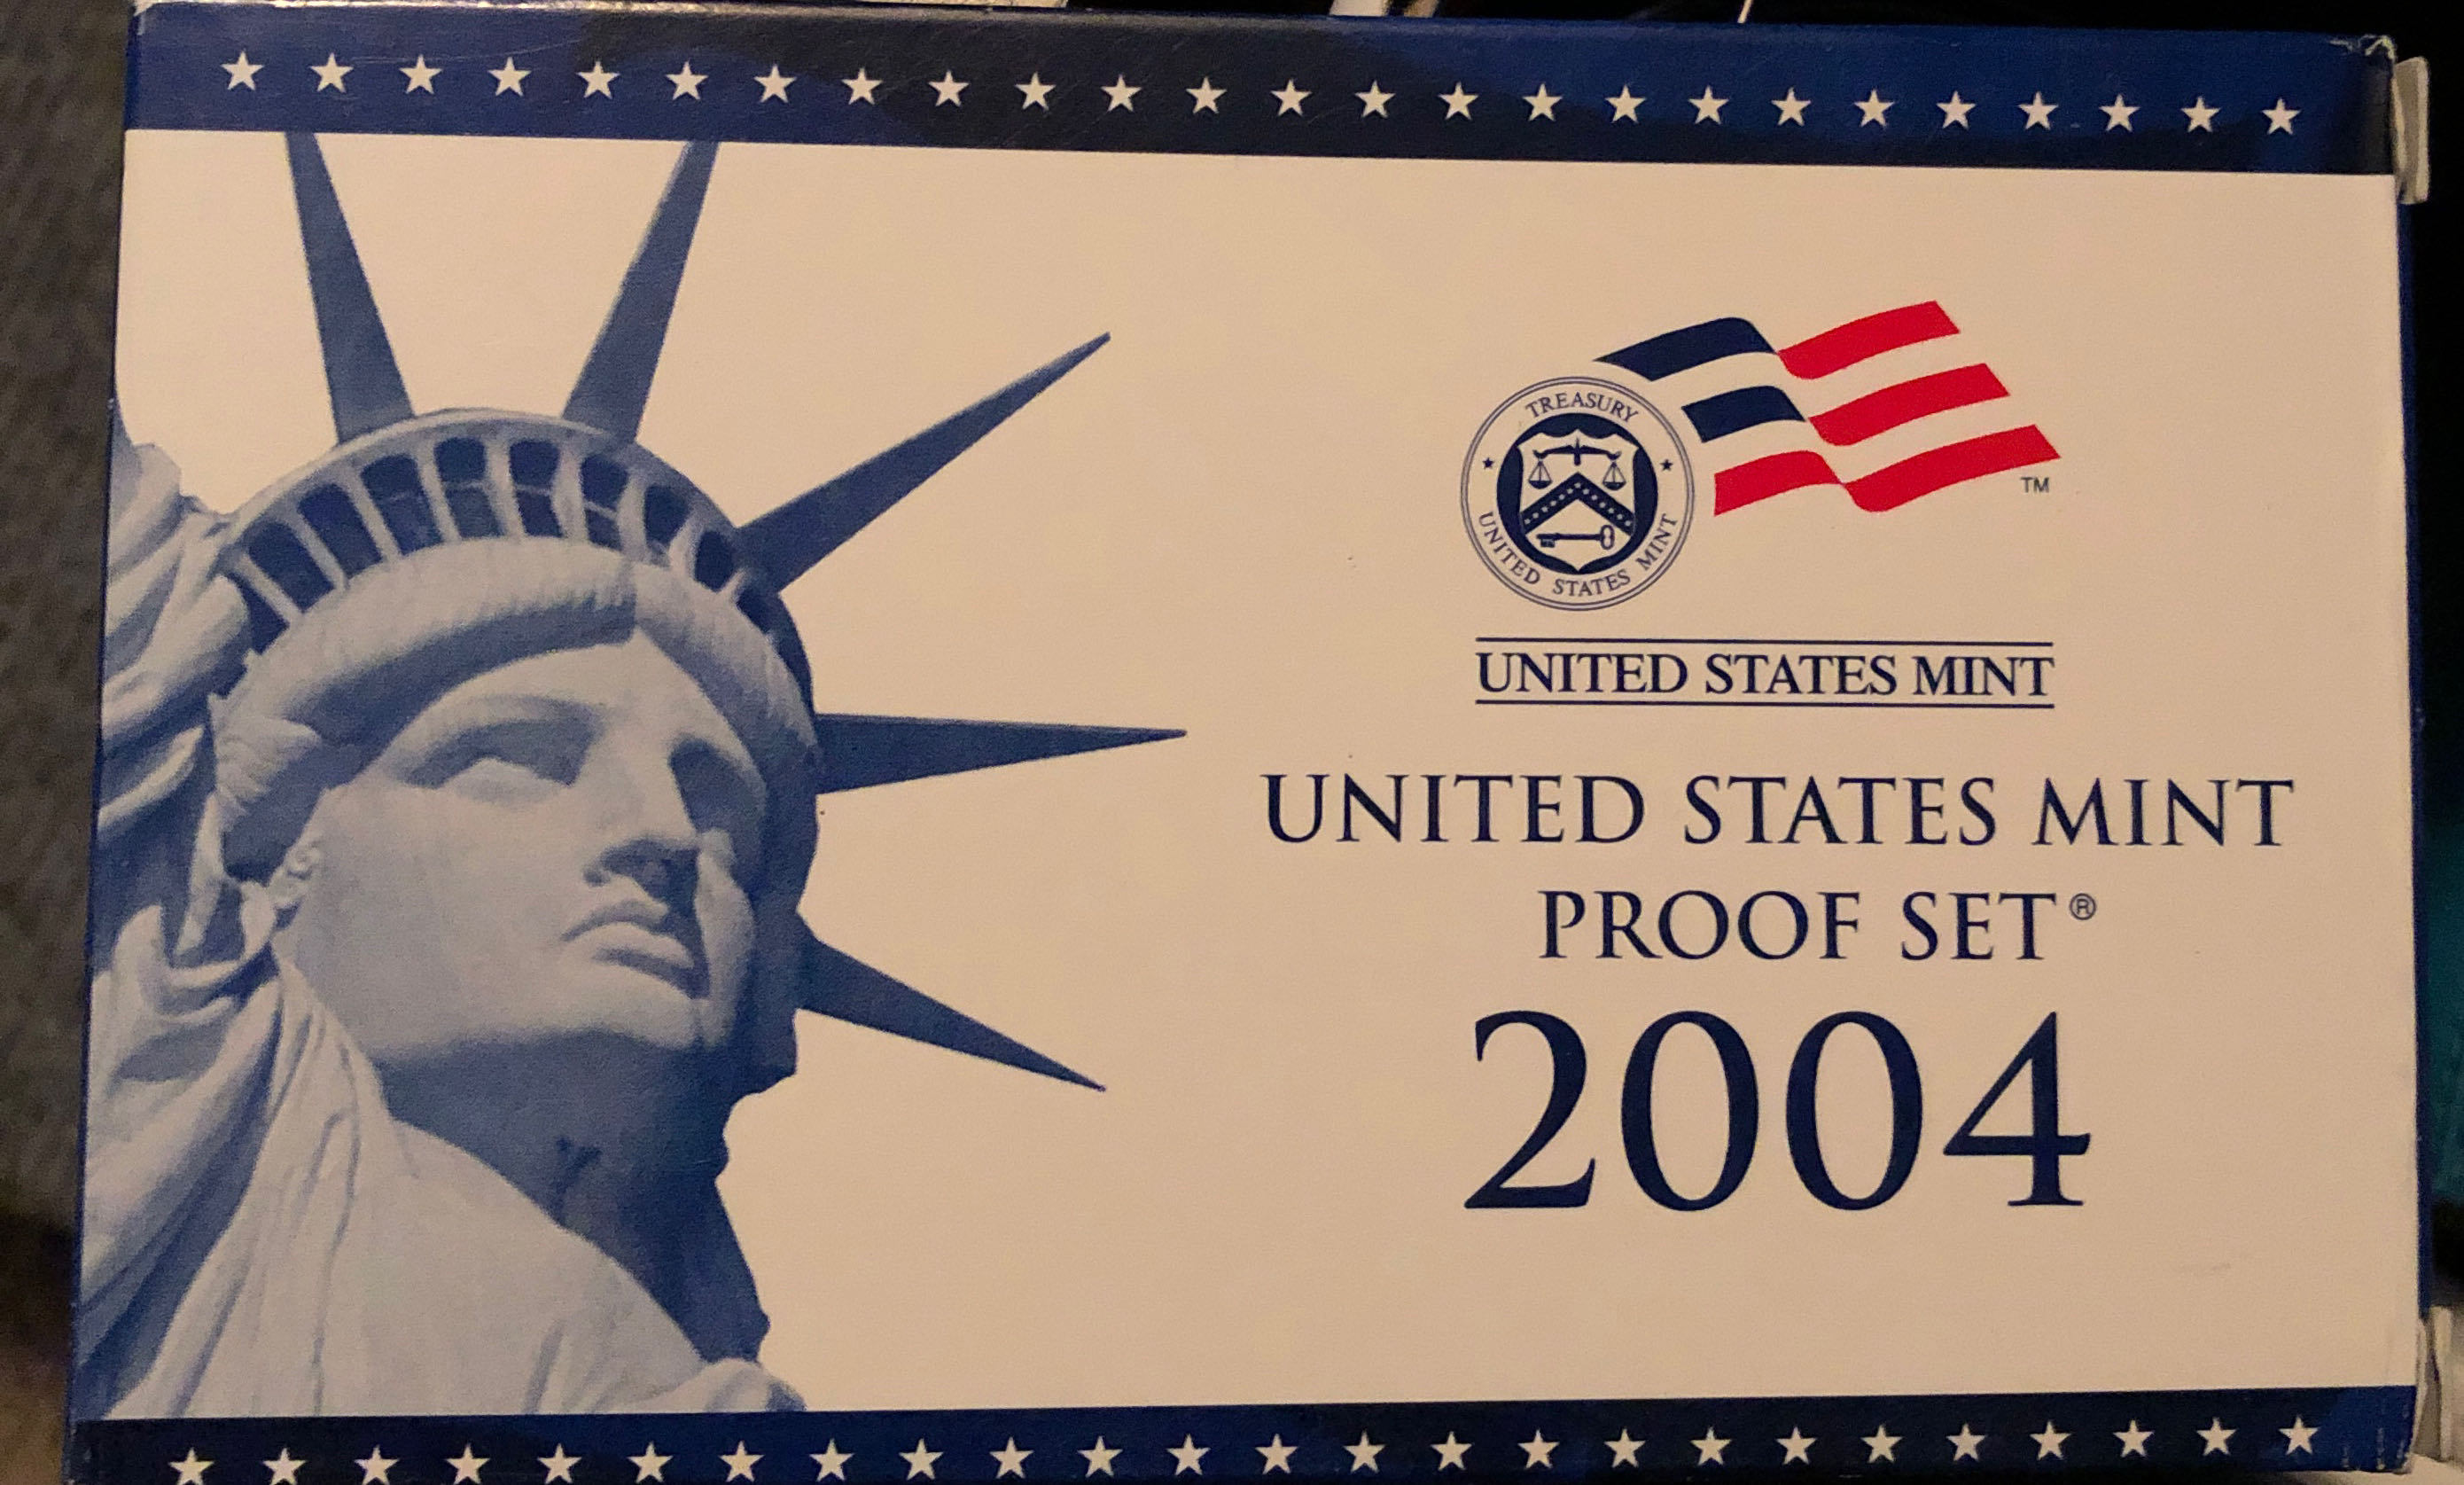 TREASURY
UNITED STATES MINT
TM
UNITED STATES MINT
UNITED STATES MINT
PROOF SET®
2004